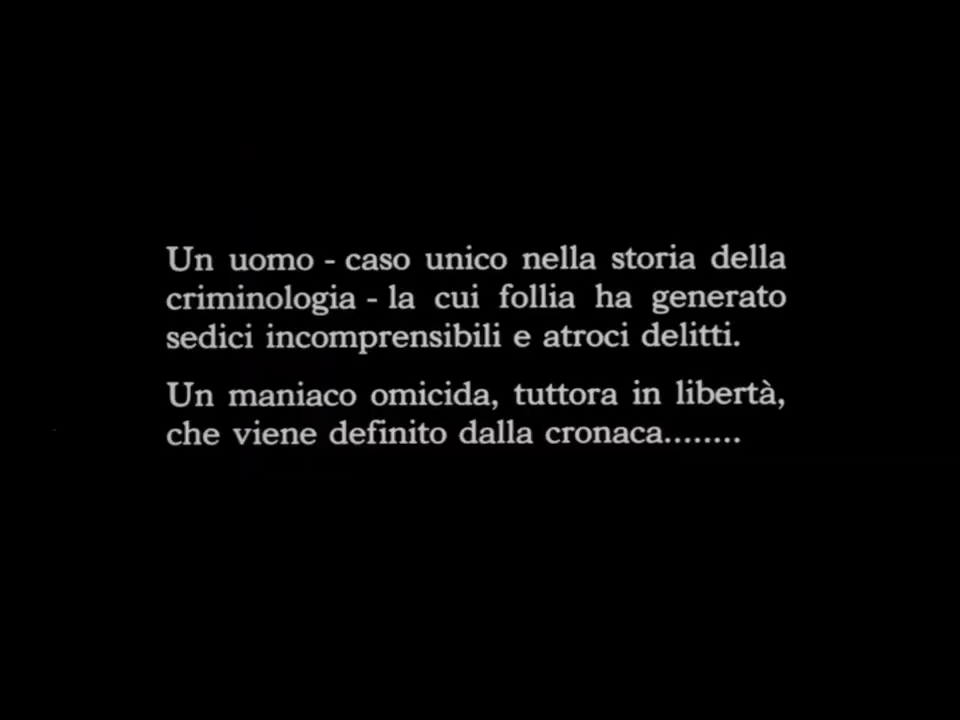 Un uomo - caso unico nella storia della
criminologia - la cui follia ha generato
sedici incomprensibili e atroci delitti.
Un maniaco omicida, tuttora in libertà,
che viene definito dalla cronaca........